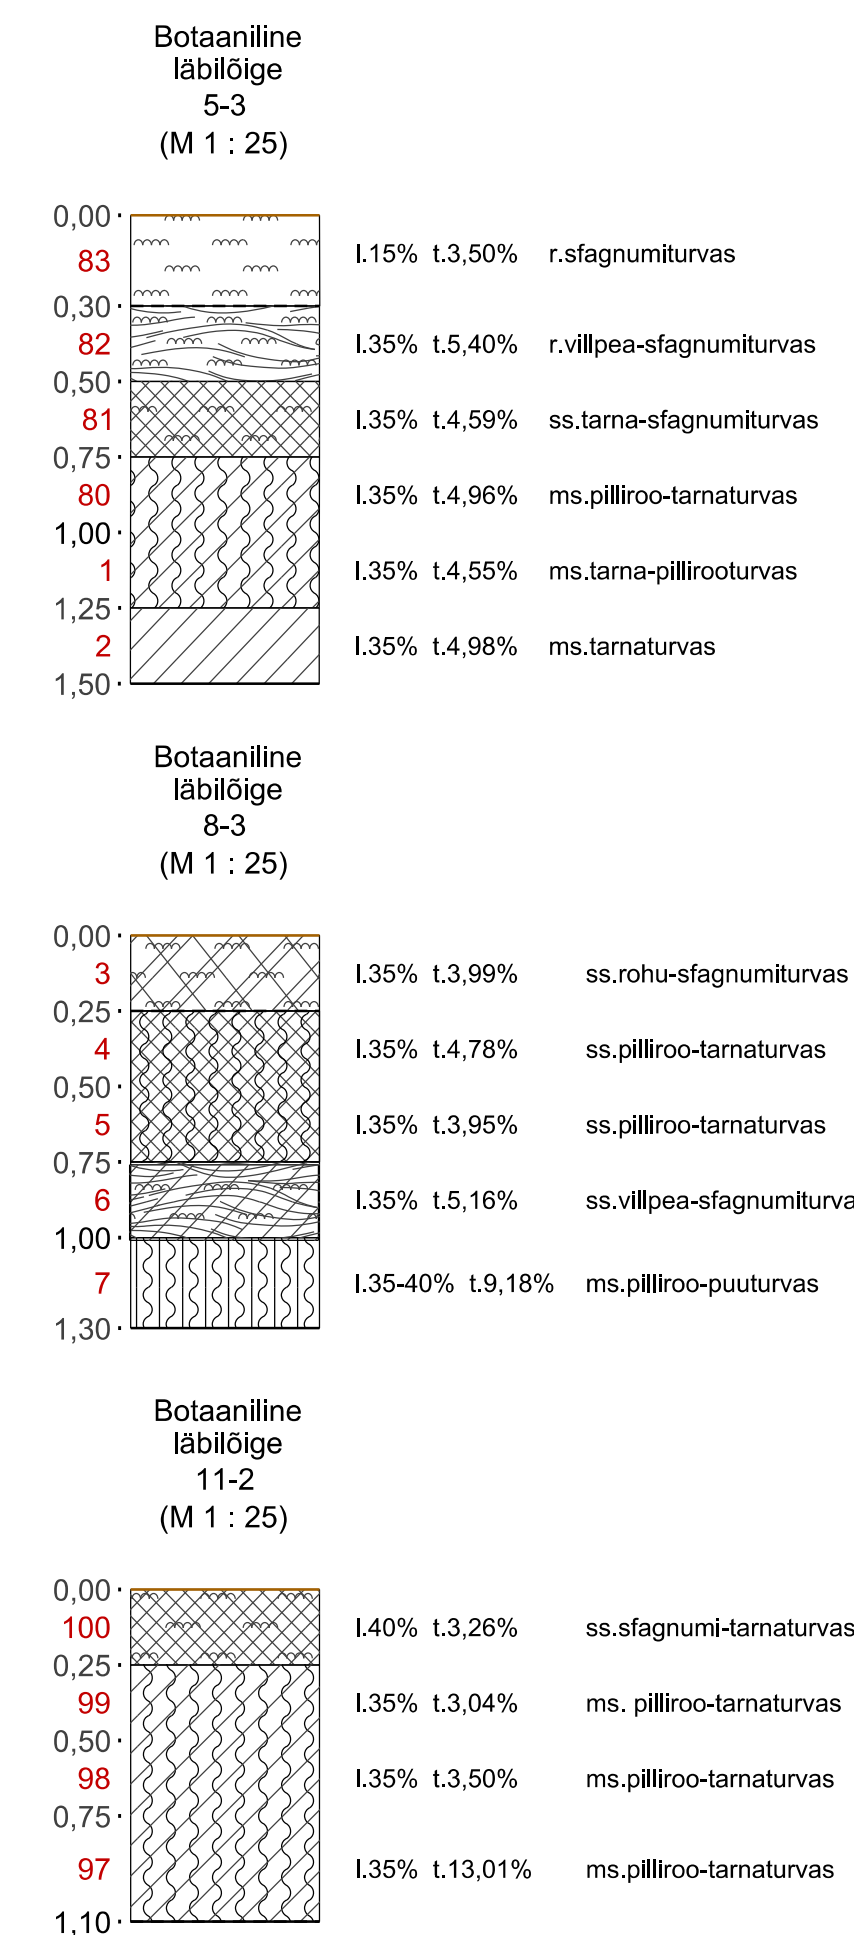 Botaaniline
läbilõige
5-3
(M 1 : 25)
0,00
83 l.15% t.3,50% r.sfagnumiturvas
0,30
82 l.35% t.5,40% r.villpea-sfagnumiturvas
0,50
81 l.35% t.4,59% ss.tarna-sfagnumiturvas
0,75
80 l.35% t.4,96% ms.pilliroo-tarnaturvas
1,00
1 l.35% t.4,55% ms.tarna-pillirooturvas
1,25
2 l.35% t.4,98% ms.tarnaturvas
1,50
Botaaniline
läbilõige
8-3
(M 1 : 25)
0,00
3 l.35% t.3,99% ss.rohu-sfagnumiturvas
0,25
4 l.35% t.4,78% ss.pilliroo-tarnaturvas
0,50
5 l.35% t.3,95% ss.pilliroo-tarnaturvas
0,75
6 l.35% t.5,16% ss.villpea-sfagnumiturva
1,00
7 l.35-40% t.9,18% ms.pilliroo-puuturvas
1,30
Botaaniline
läbilõige
11-2
(M 1 : 25)
0,00
100 l.40% t.3,26% ss.sfagnumi-tarnaturvas
0,25
99 l.35% t.3,04% ms. pilliroo-tarnaturvas
0,50
98 l.35% t.3,50% ms.pilliroo-tarnaturvas
0,75
97 l.35% t.13,01% ms.pilliroo-tarnaturvas
1,10